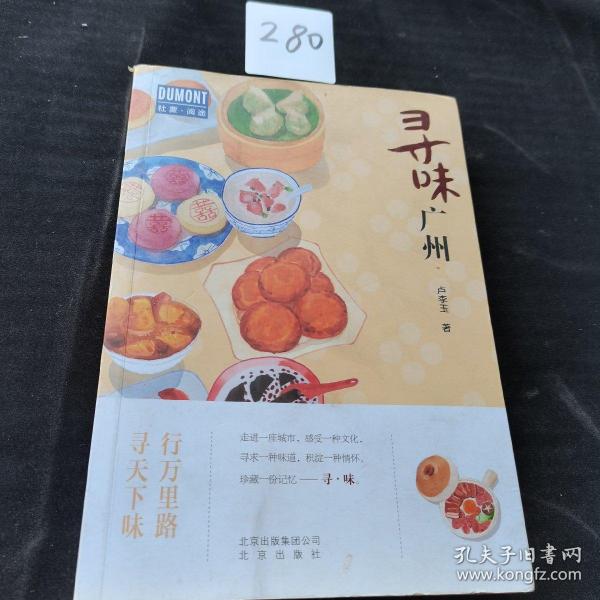 280
DUMONT
杜蒙·阅途
寻味
广州
卢李玉 著
行万里路
寻天下味
走进一座城市，感受一种文化，
寻求一种味道，积淀一种情怀，
珍藏一份记忆——寻·味。
北京出版集团公司
北京出版社
孔夫子旧书网
www.kongfz.com